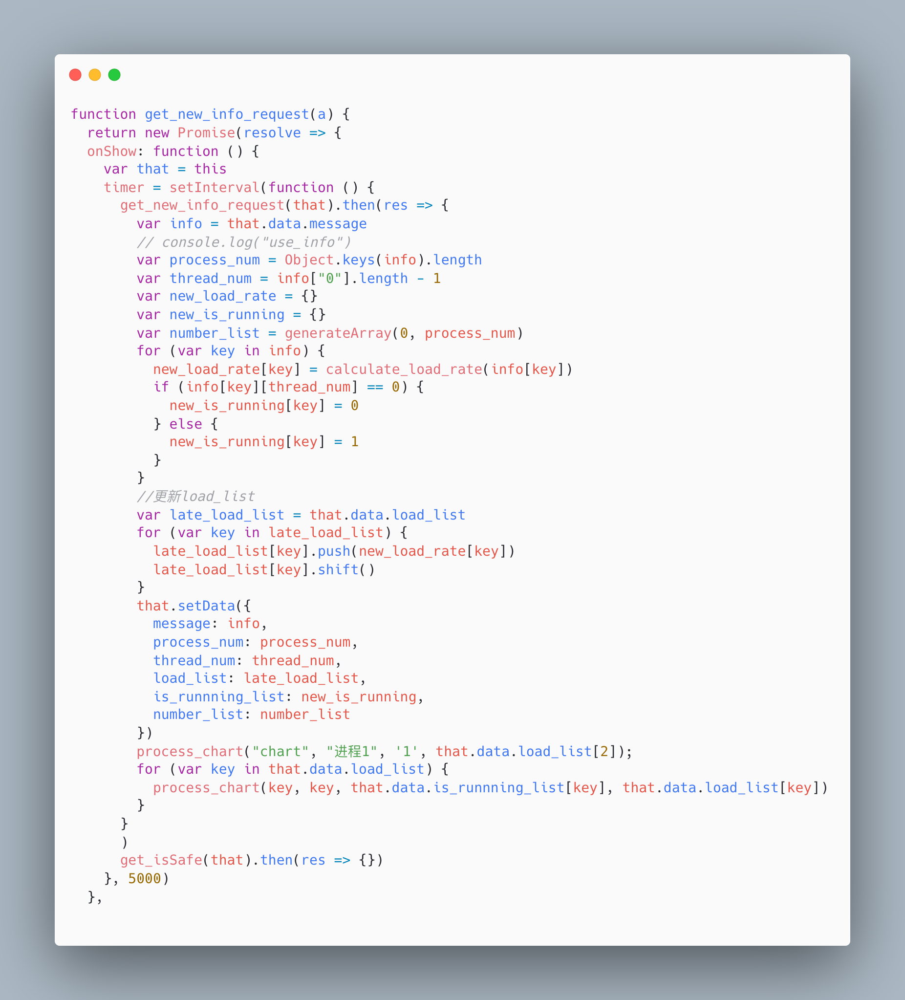 function get_new_info_request(a) {
  return new Promise(resolve => {
  onShow: function () {
    var that = this
    timer = setInterval(function () {
      get_new_info_request(that).then(res => {
        var info = that.data.message
        // console.log("use_info")
        var process_num = Object.keys(info).length
        var thread_num = info["0"].length - 1
        var new_load_rate = {}
        var new_is_running = {}
        var number_list = generateArray(0, process_num)
        for (var key in info) {
          new_load_rate[key] = calculate_load_rate(info[key])
          if (info[key][thread_num] == 0) {
            new_is_running[key] = 0
          } else {
            new_is_running[key] = 1
          }
        }
        //更新load_list
        var late_load_list = that.data.load_list
        for (var key in late_load_list) {
          late_load_list[key].push(new_load_rate[key])
          late_load_list[key].shift()
        }
        that.setData({
          message: info,
          process_num: process_num,
          thread_num: thread_num,
          load_list: late_load_list,
          is_runnning_list: new_is_running,
          number_list: number_list
        })
        process_chart("chart", "进程1", '1', that.data.load_list[2]);
        for (var key in that.data.load_list) {
          process_chart(key, key, that.data.is_runnning_list[key], that.data.load_list[key])
        }
      }
      )
      get_isSafe(that).then(res => {})
    }, 5000)
  },